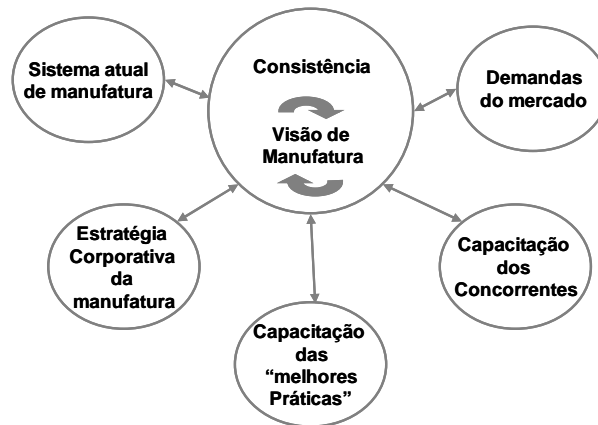 Sistema atual
de manufatura
Consistência
Visão de
Manufatura
Demandas
do mercado
Estratégia
Corporativa
da
manufatura
Capacitação
das
“melhores
Práticas”
Capacitação
dos
Concorrentes